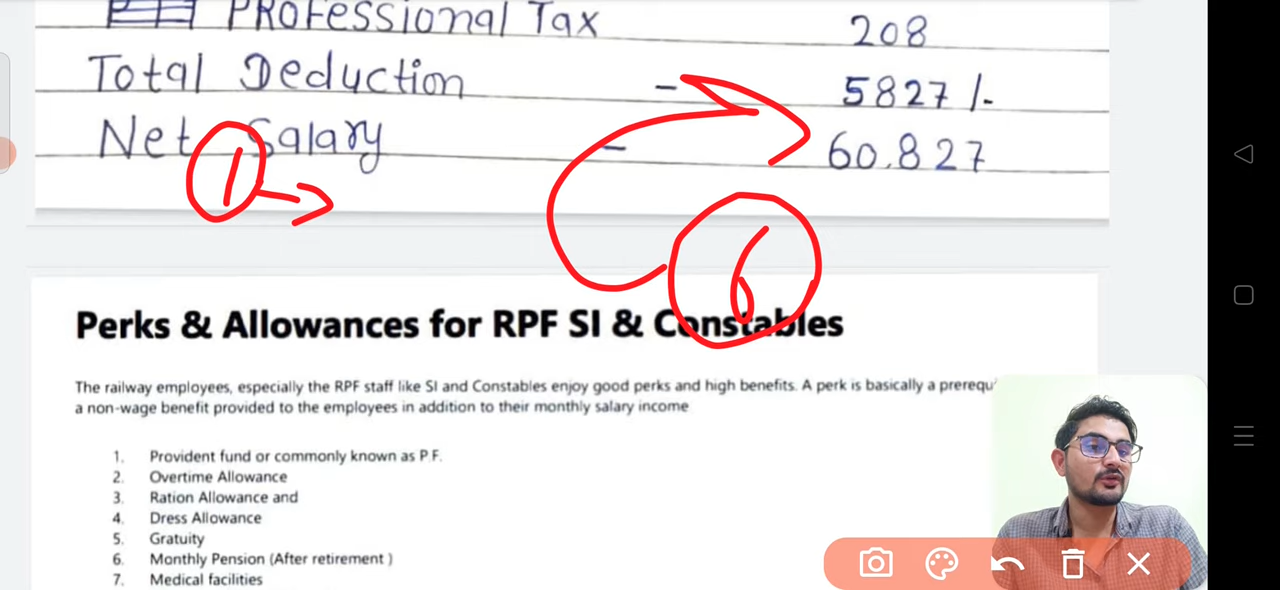 Professional Tax 208
Total Deduction - 5827/-
Net Salary - 60.827
1
6
Perks & Allowances for RPF SI & Constables
The railway employees, especially the RPF staff like SI and Constables enjoy good perks and high benefits. A perk is basically a
a non-wage benefit provided to the employees in addition to their monthly salary income
1. Provident fund or commonly known as P.F.
2. Overtime Allowance
3. Ration Allowance and
4. Dress Allowance
5. Gratuity
6. Monthly Pension (After retirement )
7. Medical facilities